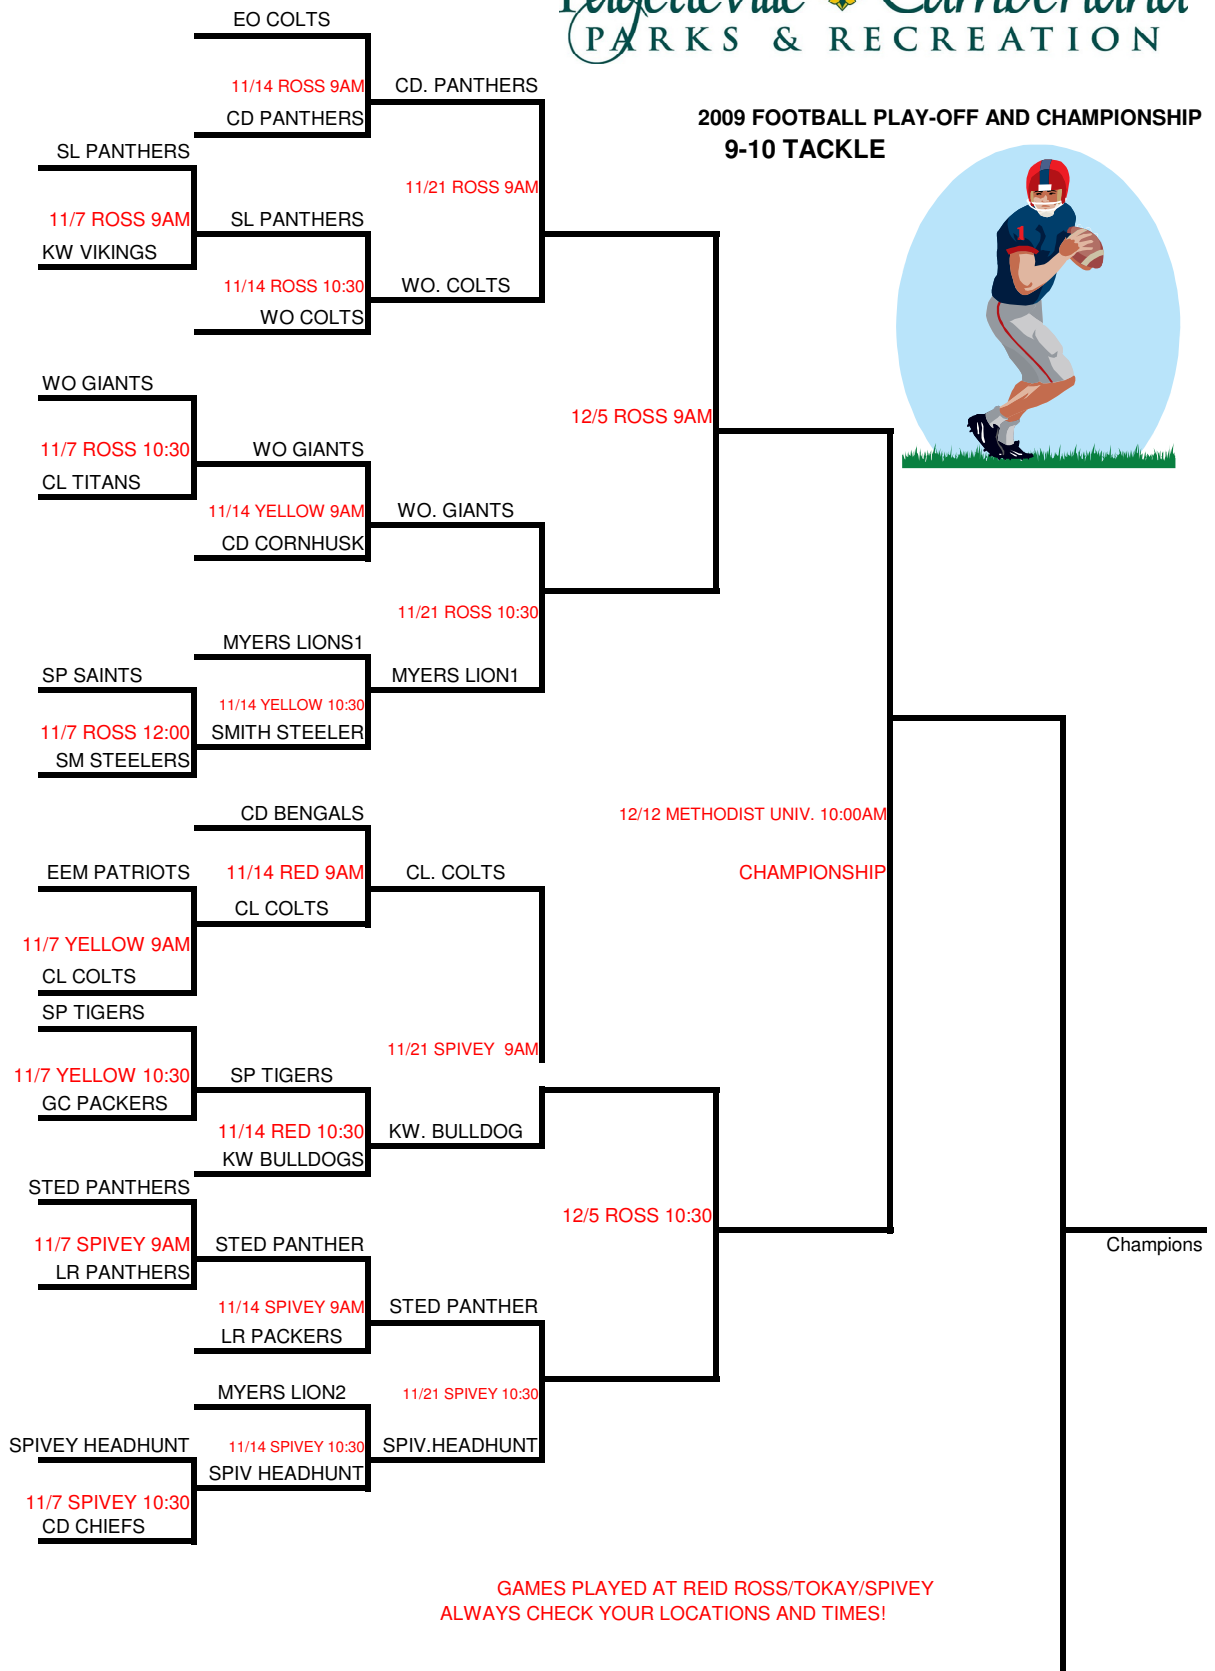 Fayetteville Cumberland
PARKS & RECREATION
2009 FOOTBALL PLAY-OFF AND CHAMPIONSHIP
9-10 TACKLE
EO COLTS
11/14 ROSS 9AM
CD. PANTHERS
CD PANTHERS
SL PANTHERS
11/21 ROSS 9AM
11/7 ROSS 9AM
SL PANTHERS
KW VIKINGS
11/14 ROSS 10:30
WO. COLTS
WO COLTS
WO GIANTS
12/5 ROSS 9AM
11/7 ROSS 10:30
WO GIANTS
CL TITANS
11/14 YELLOW 9AM
WO. GIANTS
CD CORNHUSK
11/21 ROSS 10:30
MYERS LIONS1
SP SAINTS
MYERS LION1
11/14 YELLOW 10:30
11/7 ROSS 12:00
SMITH STEELER
SM STEELERS
CD BENGALS
12/12 METHODIST UNIV. 10:00AM
EEM PATRIOTS
11/14 RED 9AM
CL. COLTS
CHAMPIONSHIP
CL COLTS
11/7 YELLOW 9AM
CL COLTS
SP TIGERS
11/21 SPIVEY 9AM
11/7 YELLOW 10:30
SP TIGERS
GC PACKERS
11/14 RED 10:30
KW. BULLDOG
KW BULLDOGS
STED PANTHERS
12/5 ROSS 10:30
11/7 SPIVEY 9AM
STED PANTHER
Champions
LR PANTHERS
11/14 SPIVEY 9AM
STED PANTHER
LR PACKERS
MYERS LION2
11/21 SPIVEY 10:30
SPIVEY HEADHUNT
11/14 SPIVEY 10:30
SPIV.HEADHUNT
SPIV HEADHUNT
11/7 SPIVEY 10:30
CD CHIEFS
GAMES PLAYED AT REID ROSS/TOKAY/SPIVEY
ALWAYS CHECK YOUR LOCATIONS AND TIMES!
1